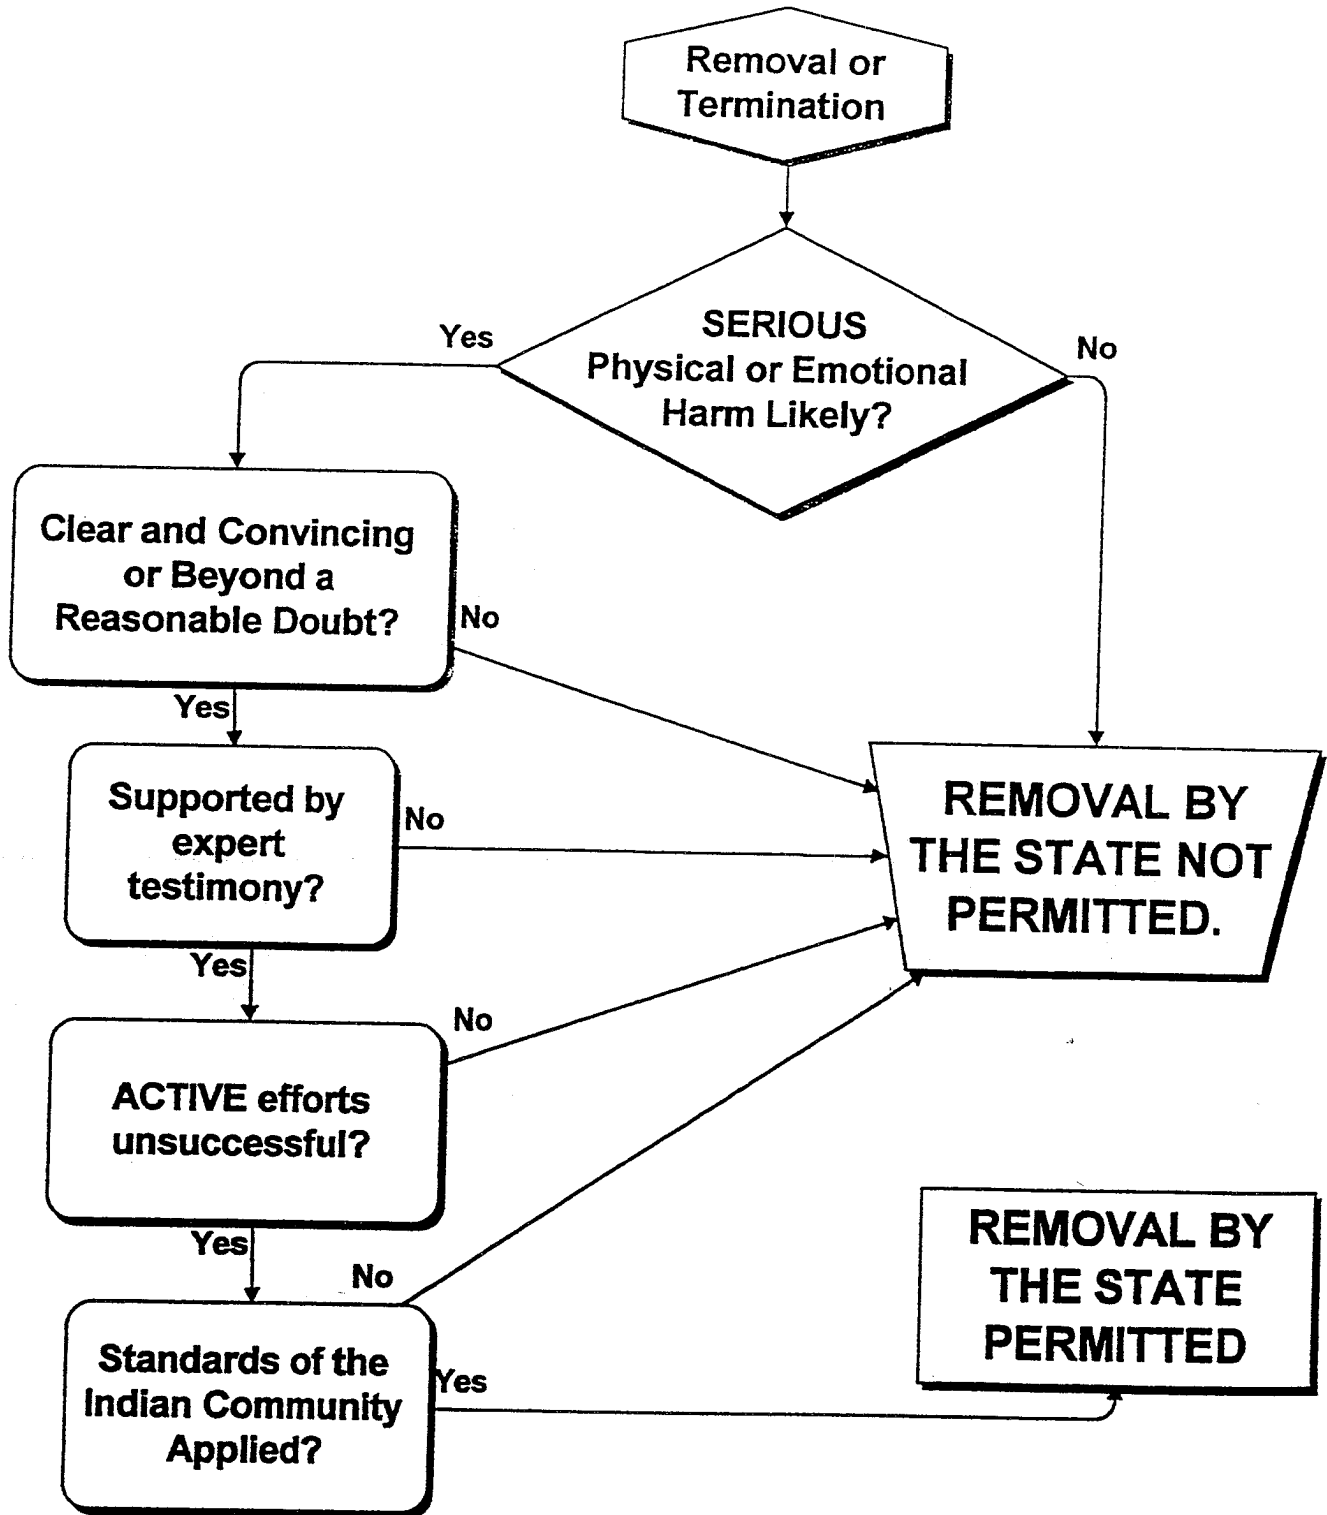 Removal or
Termination
SERIOUS
Physical or Emotional
Harm Likely?
Yes
No
Clear and Convincing
or Beyond a
Reasonable Doubt?
No
Yes
Supported by
expert
testimony?
No
Yes
ACTIVE efforts
unsuccessful?
No
Yes
Standards of the
Indian Community
Applied?
No
Yes
REMOVAL BY
THE STATE NOT
PERMITTED.
REMOVAL BY
THE STATE
PERMITTED